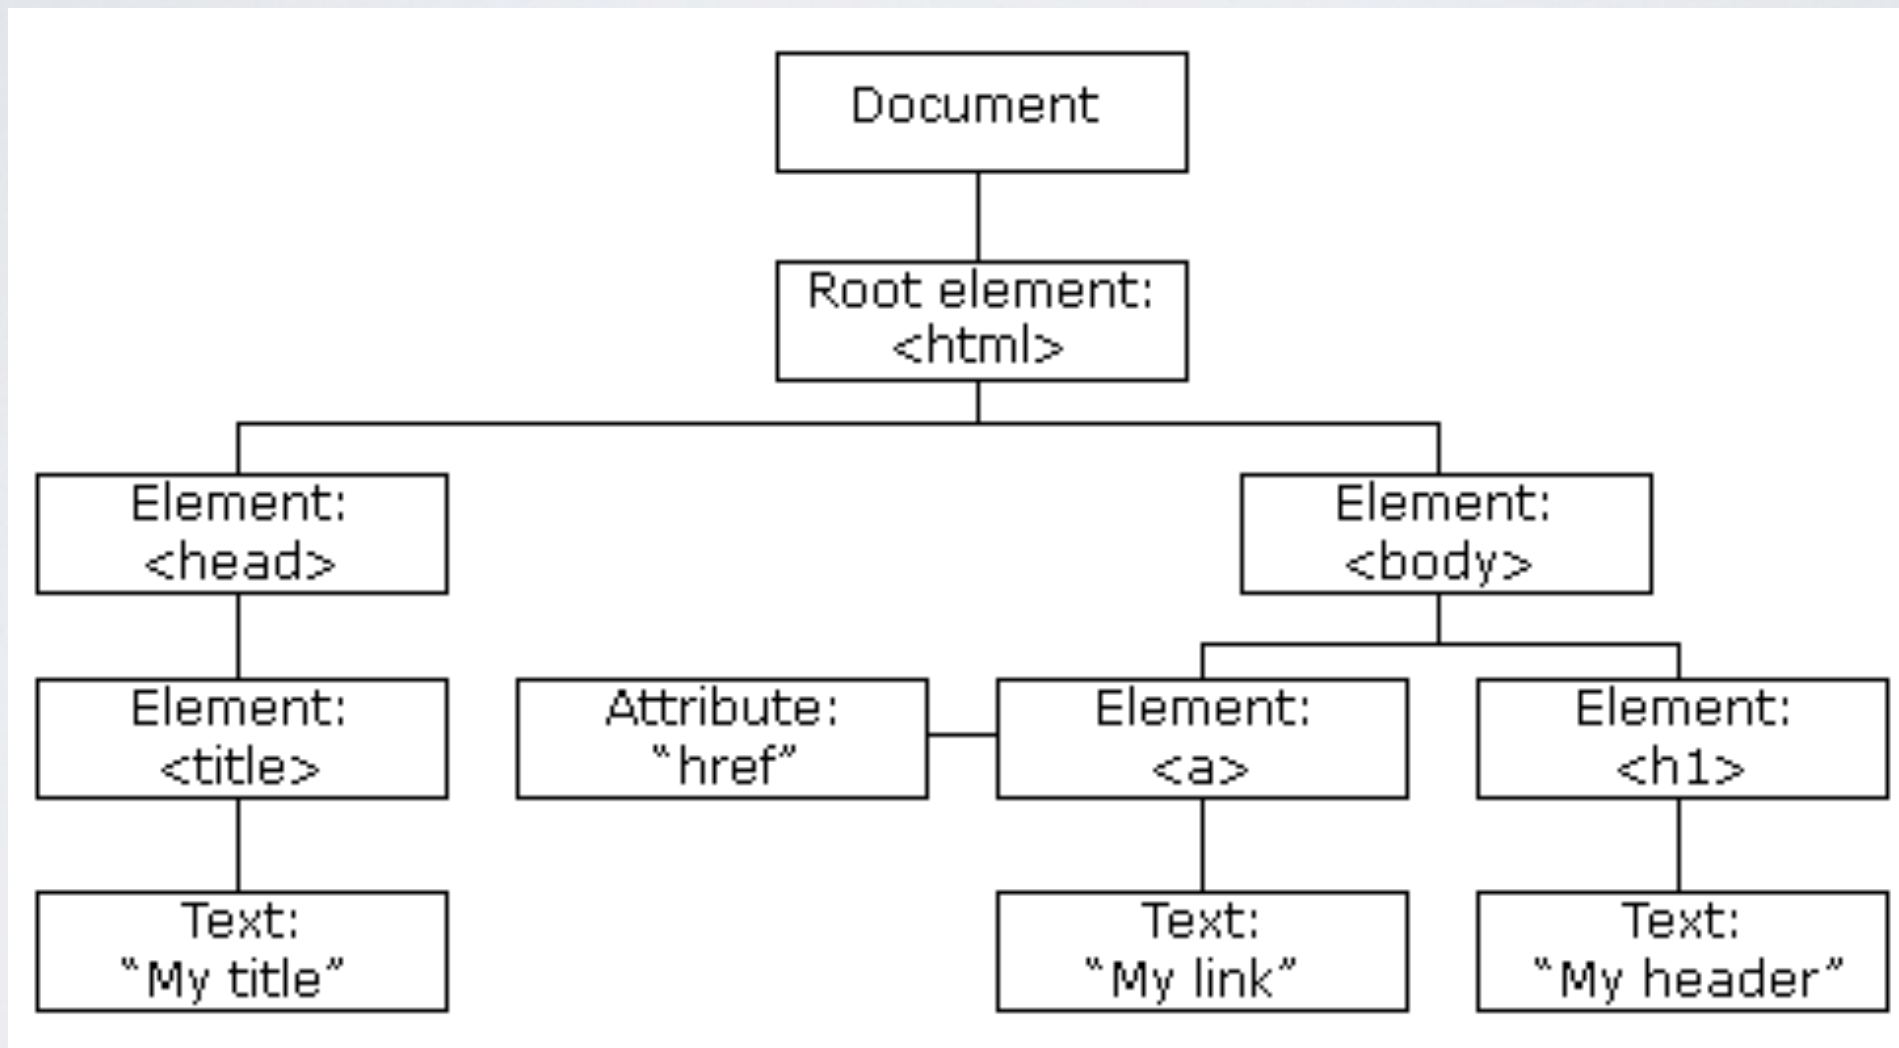 Document
Root element:
<html>
Element:
<head>
Element:
<body>
Element:
<title>
Attribute:
“href”
Element:
<a>
Element:
<h1>
Text:
“My title”
Text:
“My link”
Text:
“My header”